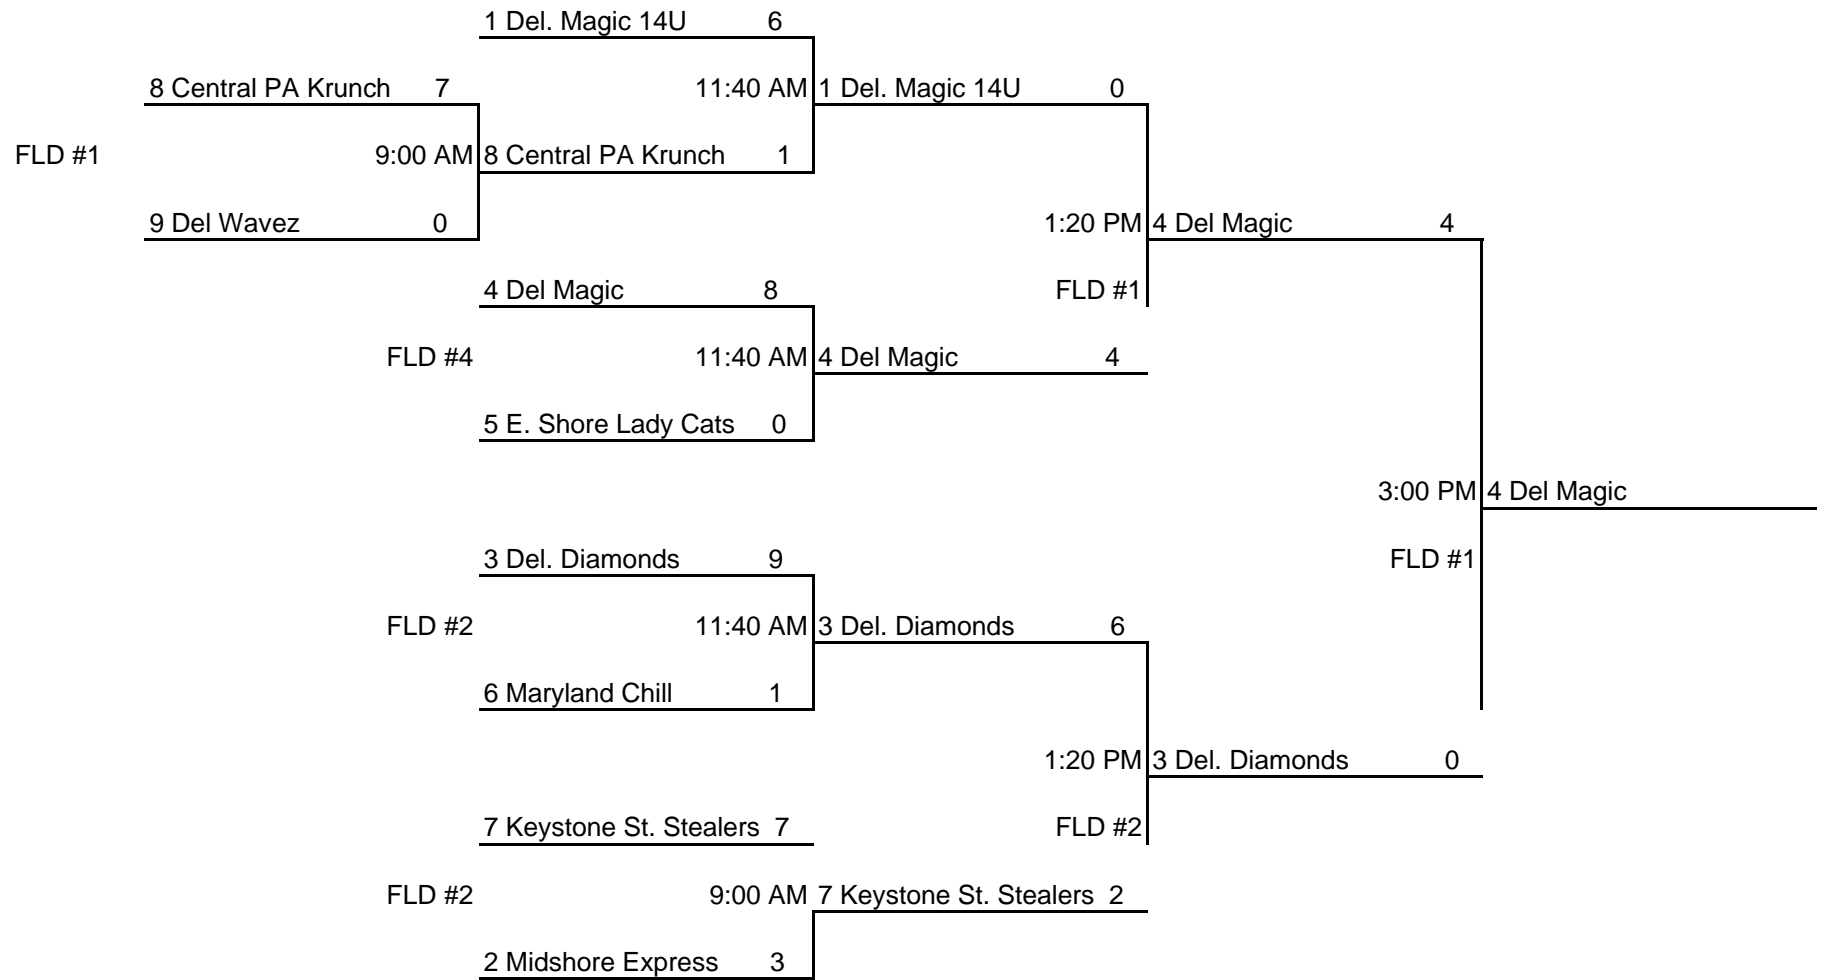 1 Del. Magic 14U 6
8 Central PA Krunch 7 11:40 AM 1 Del. Magic 14U 0
FLD #1 9:00 AM 8 Central PA Krunch 1
9 Del Wavez 0 1:20 PM 4 Del Magic 4
4 Del Magic 8 FLD #1
FLD #4 11:40 AM 4 Del Magic 4
5 E. Shore Lady Cats 0
3:00 PM 4 Del Magic
3 Del. Diamonds 9 FLD #1
FLD #2 11:40 AM 3 Del. Diamonds 6
6 Maryland Chill 1
1:20 PM 3 Del. Diamonds 0
7 Keystone St. Stealers 7 FLD #2
FLD #2 9:00 AM 7 Keystone St. Stealers 2
2 Midshore Express 3